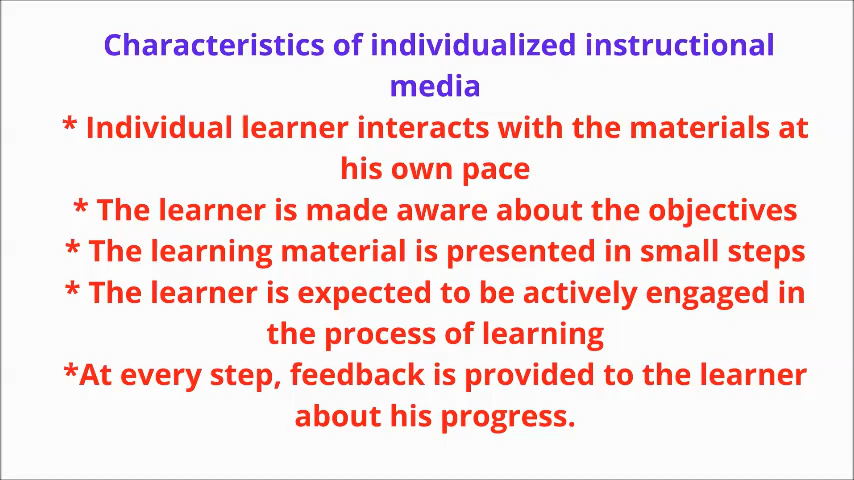 Characteristics of individualized instructional
media
* Individual learner interacts with the materials at
his own pace
* The learner is made aware about the objectives
* The learning material is presented in small steps
* The learner is expected to be actively engaged in
the process of learning
*At every step, feedback is provided to the learner
about his progress.